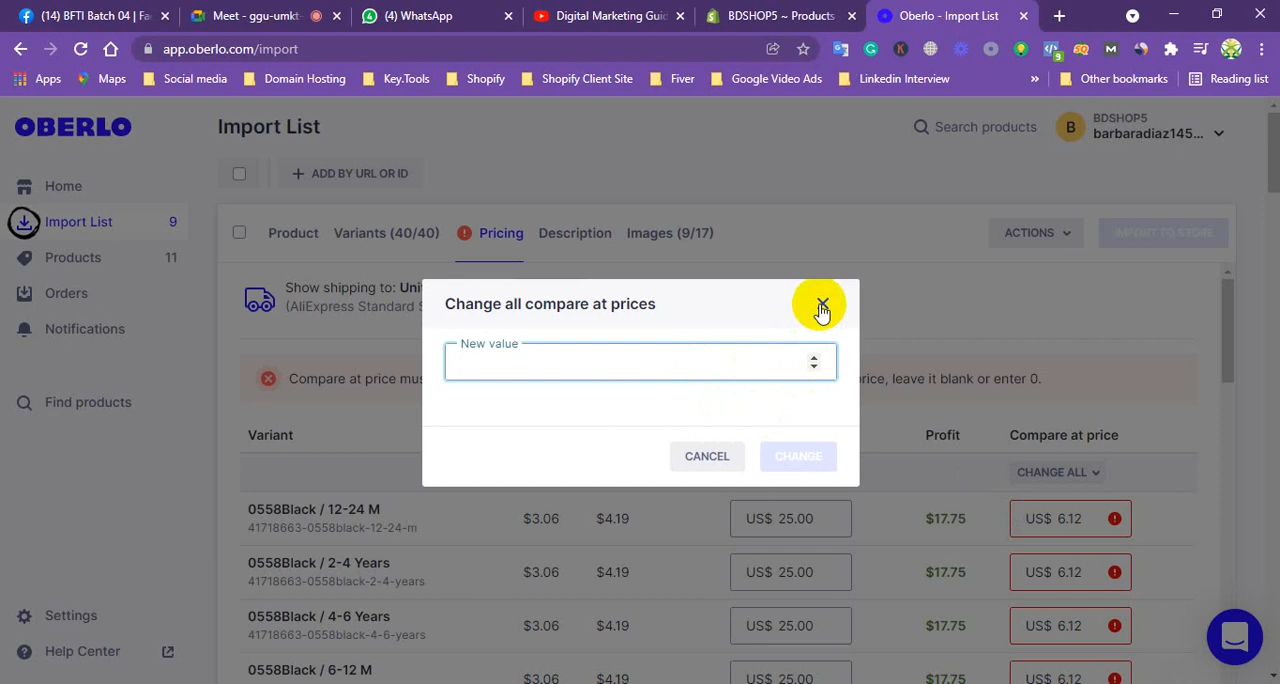 (14) BFTI Batch 04 | Fa
Meet - ggu-umkt-
(4) WhatsApp
Digital Marketing Gui
BDSHOP5 ~ Products
Oberlo - Import List
app.oberlo.com/import
9
Apps
Maps
Social media
Domain Hosting
Key.Tools
Shopify
Shopify Client Site
Fiver
Google Video Ads
Linkedin Interview
»
Other bookmarks
Reading list
OBERLO
Import List
Search products
B
BDSHOP5
barbaradiaz145...
Home
Import List 9
Products 11
Orders
Notifications
Find products
Settings
Help Center
+ ADD BY URL OR ID
Product
Variants (40/40)
Pricing
Description
Images (9/17)
ACTIONS
IMPORT TO STORE
Show shipping to: Uni
(AliExpress Standard S
Compare at price mus
rice, leave it blank or enter 0.
Change all compare at prices
New value
CANCEL
CHANGE
Variant
Profit
Compare at price
CHANGE ALL
0558Black / 12-24 M
41718663-0558black-12-24-m
$3.06 $4.19 US$ 25.00 $17.75 US$ 6.12
0558Black / 2-4 Years
41718663-0558black-2-4-years
$3.06 $4.19 US$ 25.00 $17.75 US$ 6.12
0558Black / 4-6 Years
41718663-0558black-4-6-years
$3.06 $4.19 US$ 25.00 $17.75 US$ 6.12
0558Black / 6-12 M
$3.06 $4.19 US$ 25.00 $17.75 US$ 6.12